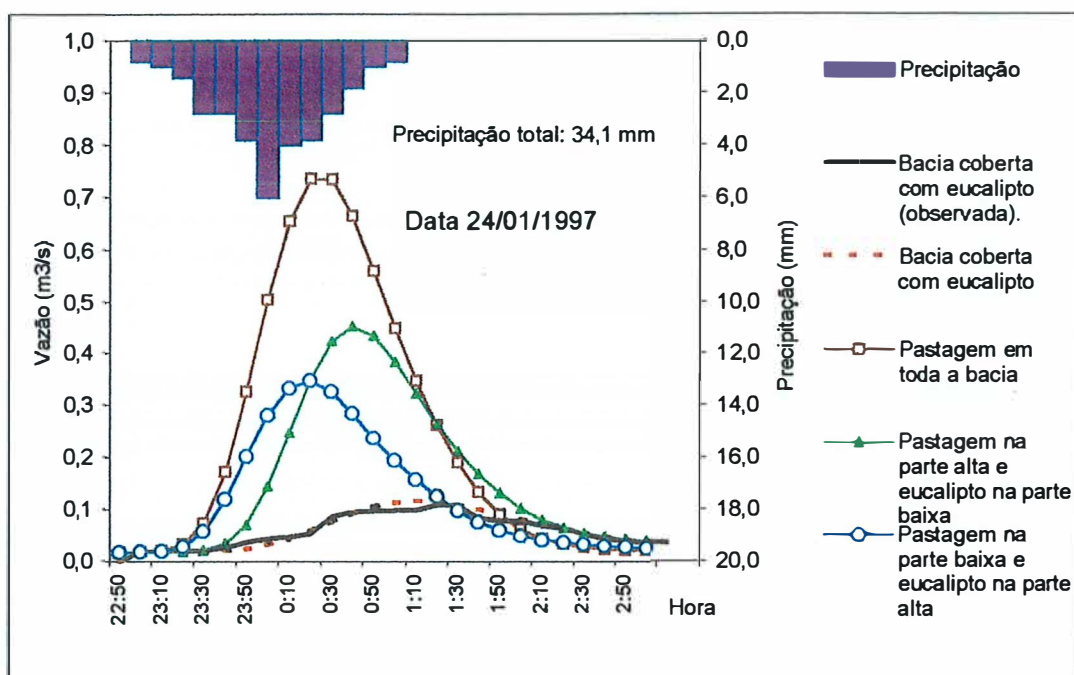 1,0
0,9
0,8
0,7
0,6
0,5
0,4
0,3
0,2
0,1
0,0
Vazão (m3/s)
Precipitação total: 34,1 mm
Data 24/01/1997
0,0
2,0
4,0
6,0
8,0
10,0
12,0
14,0
16,0
18,0
20,0
Precipitação (mm)
22:50
23:10
23:30
23:50
0:10
0:30
0:50
1:10
1:30
1:50
2:10
2:30
2:50
Hora
Precipitação
Bacia coberta
com eucalipto
(observada).
Bacia coberta
com eucalipto
Pastagem em
toda a bacia
Pastagem na
parte alta e
eucalipto na parte
baixa
Pastagem na
parte baixa e
eucalipto na parte
alta